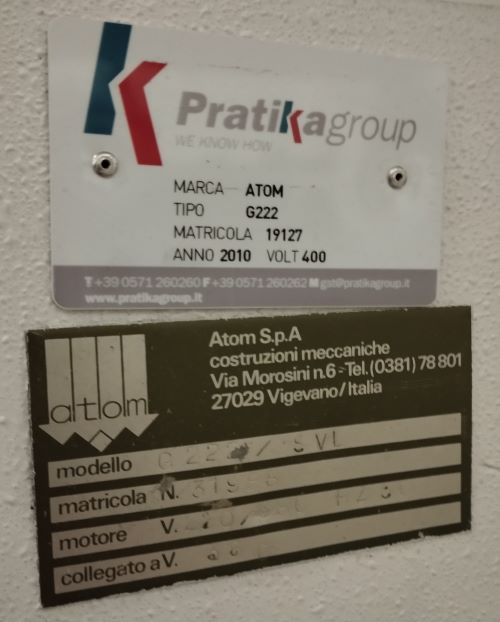 Pratikagroup
WE KNOW HOW
MARCA ATOM
TIPO G222
MATRICOLA 19127
ANNO 2010 VOLT 400
T+39 0571 260260 F+39 0571 260262 M gst@pratikagroup.it
www.pratikagroup.it
atom
Atom S.p.A
costruzioni meccaniche
Via Morosini n.6 - Tel. (0381) 78 801
27029 Vigevano/Italia
modello G 222 / SVL
matricola N.
motore V.
collegato a V.